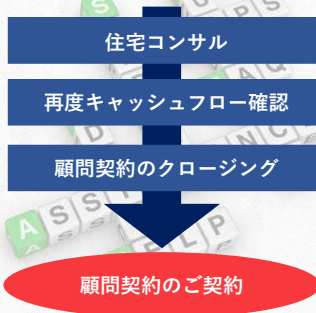 住宅コンサル
再度キャッシュフロー確認
顧問契約のクロージング
顧問契約のご契約